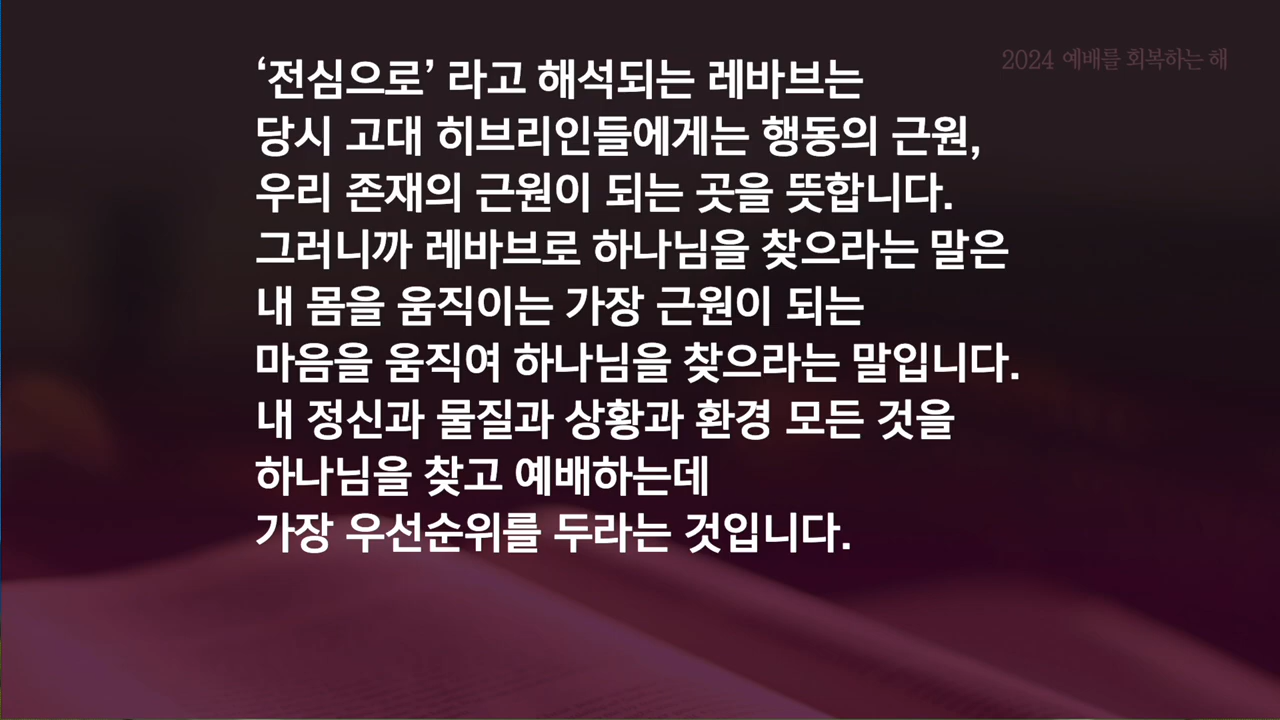 2024 예배를 회복하는 해
‘전심으로’ 라고 해석되는 레바브는
당시 고대 히브리인들에게는 행동의 근원,
우리 존재의 근원이 되는 곳을 뜻합니다.
그러니까 레바브로 하나님을 찾으라는 말은
내 몸을 움직이는 가장 근원이 되는
마음을 움직여 하나님을 찾으라는 말입니다.
내 정신과 물질과 상황과 환경 모든 것을
하나님을 찾고 예배하는데
가장 우선순위를 두라는 것입니다.